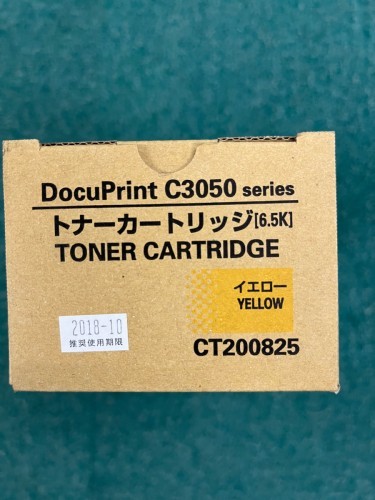 DocuPrint C3050 series
トナーカートリッジ[6.5K]
TONER CARTRIDGE
イエロー
YELLOW
2018-10
推奨使用期限
CT200825